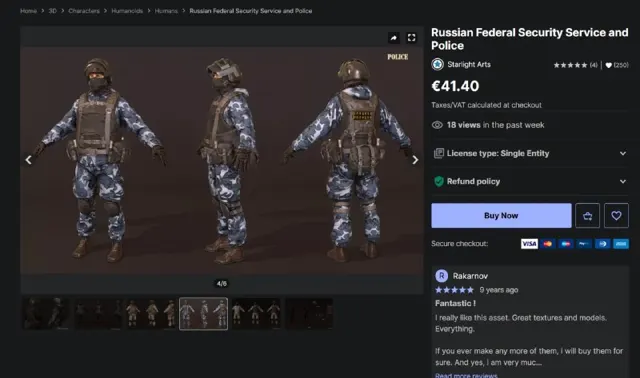 Home > 3D > Characters > Humanoids > Humans > Russian Federal Security Service and Police
Russian Federal Security Service and
Police
Starlight Arts
(4) | (250)
€41.40
Taxes/VAT calculated at checkout
18 views in the past week
License type: Single Entity
Refund policy
Buy Now
Secure checkout:
VISA
POLICE
4/6
R
Rakarnov
9 years ago
Fantastic !
I really like this asset. Great textures and models.
Everything.
If you ever make any more of them, i will buy them for
sure. And yes, i am very muc...
Read more reviews